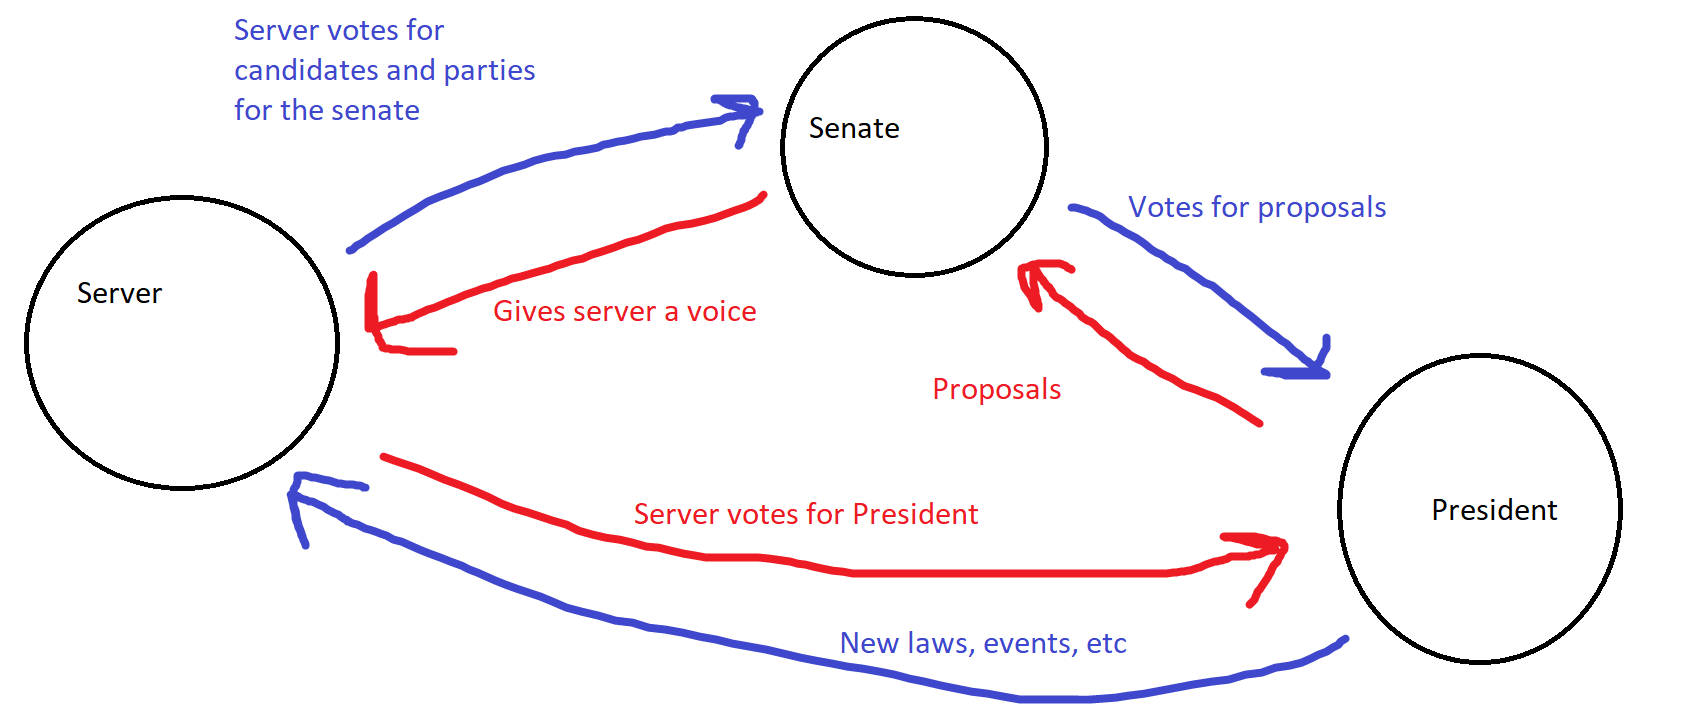 Server votes for
candidates and parties
for the senate
Senate
Votes for proposals
Server
Gives server a voice
Proposals
Server votes for President
President
New laws, events, etc